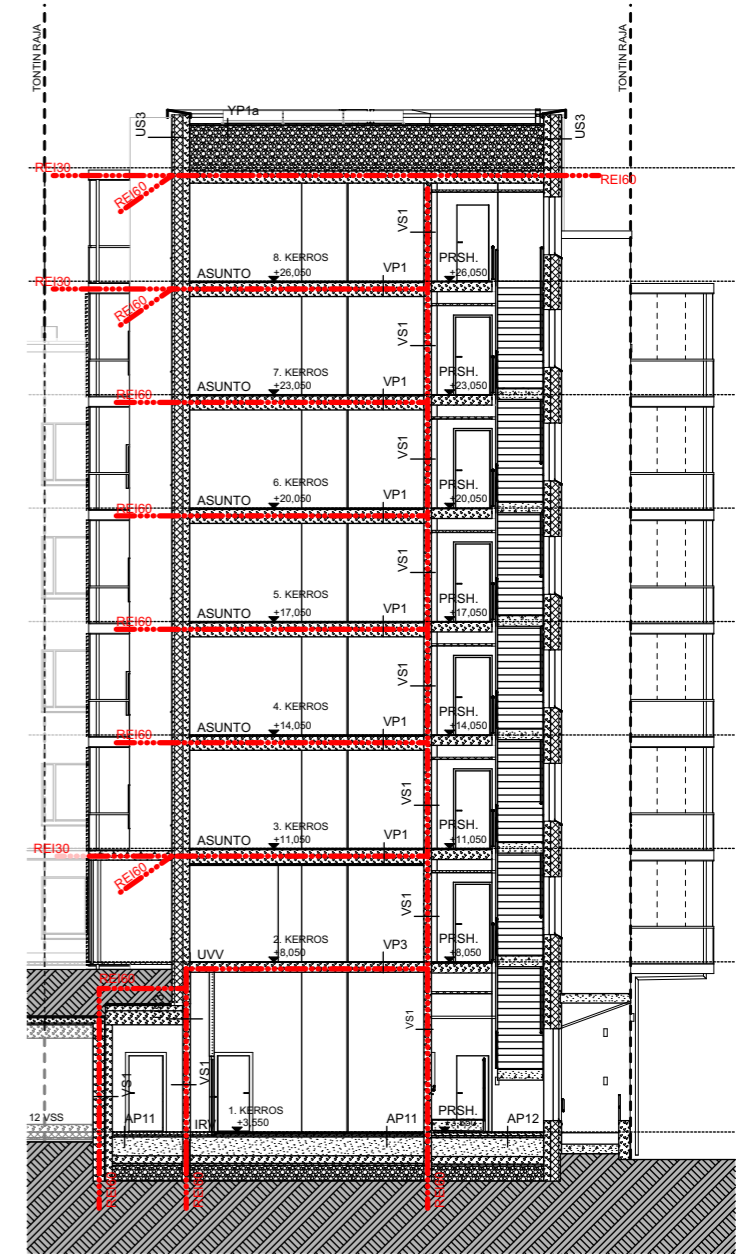 TONTIN RAJA
TONTIN RAJA
US3
YP1a
US3
REI30
REI60
REI60
VS1
8. KERROS
+26,050
ASUNTO
VP1
PRSH.
+26,050
REI30
REI60
VS1
7. KERROS
+23,050
ASUNTO
VP1
PRSH.
+23,050
REI60
VS1
6. KERROS
+20,050
ASUNTO
VP1
PRSH.
+20,050
REI60
VS1
5. KERROS
+17,050
ASUNTO
VP1
PRSH.
+17,050
REI60
VS1
4. KERROS
+14,050
ASUNTO
VP1
PRSH.
+14,050
REI60
VS1
3. KERROS
+11,050
ASUNTO
VP1
PRSH.
+11,050
REI30
REI60
VS1
2. KERROS
+8,050
UVV
VP3
PRSH.
+8,050
REI60
VS1
VS1
VS1
12 VSS
AP11
1. KERROS
+3,550
AP11
PRSH.
AP12
REI60
REI60
REI60